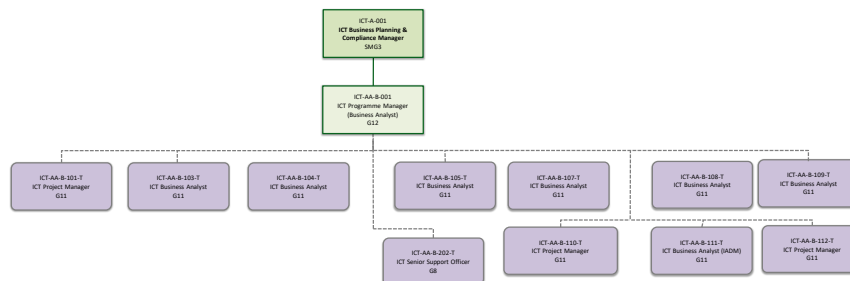 ICT-A-001
ICT Business Planning &
Compliance Manager
SMG3
ICT-AA-B-001
ICT Programme Manager
(Business Analyst)
G12
ICT-AA-B-101-T
ICT Project Manager
G11
ICT-AA-B-103-T
ICT Business Analyst
G11
ICT-AA-B-104-T
ICT Business Analyst
G11
ICT-AA-B-105-T
ICT Business Analyst
G11
ICT-AA-B-107-T
ICT Business Analyst
G11
ICT-AA-B-108-T
ICT Business Analyst
G11
ICT-AA-B-109-T
ICT Business Analyst
G11
ICT-AA-B-202-T
ICT Senior Support Officer
G8
ICT-AA-B-110-T
ICT Project Manager
G11
ICT-AA-B-111-T
ICT Business Analyst (IADM)
G11
ICT-AA-B-112-T
ICT Project Manager
G11